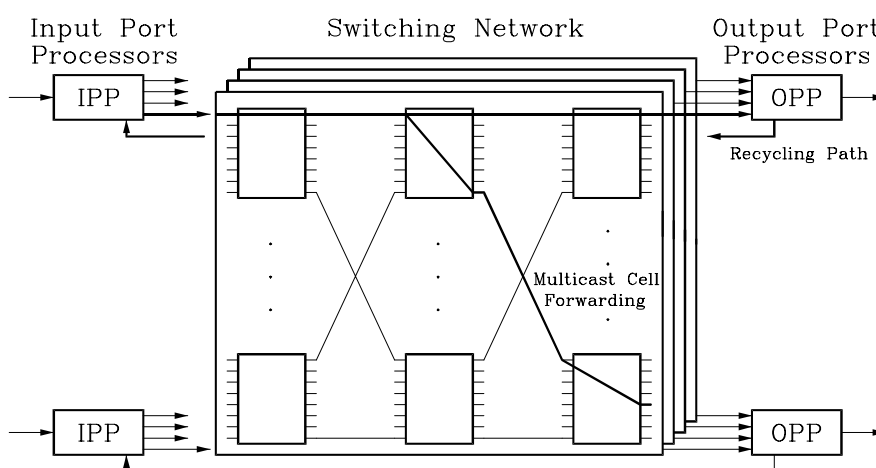 Input Port
Processors
Switching Network
Output Port
Processors
IPP
OPP
Recycling Path
Multicast Cell
Forwarding
IPP
OPP